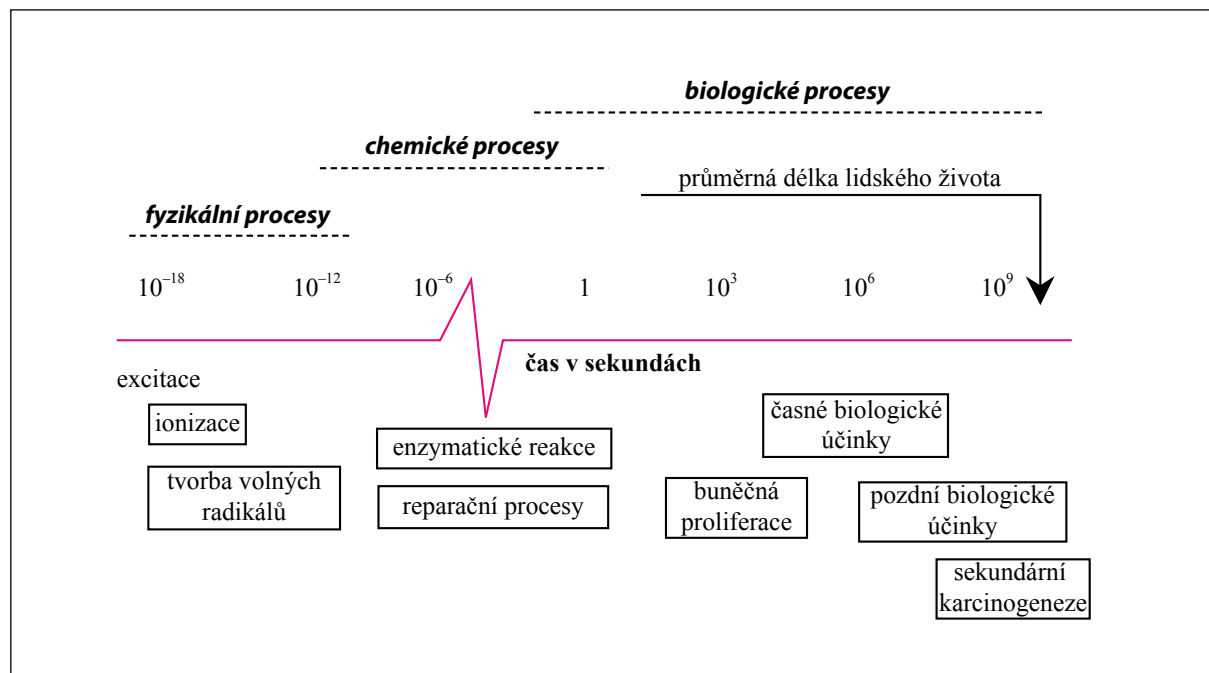 biologické procesy
chemické procesy
průměrná délka lidského života
fyzikální procesy
10⁻¹⁸ 10⁻¹² 10⁻⁶ 1 10³ 10⁶ 10⁹
čas v sekundách
excitace
ionizace
tvorba volných
radikálů
enzymatické reakce
reparační procesy
časné biologické
účinky
buněčná
proliferace
pozdní biologické
účinky
sekundární
karcinogeneze